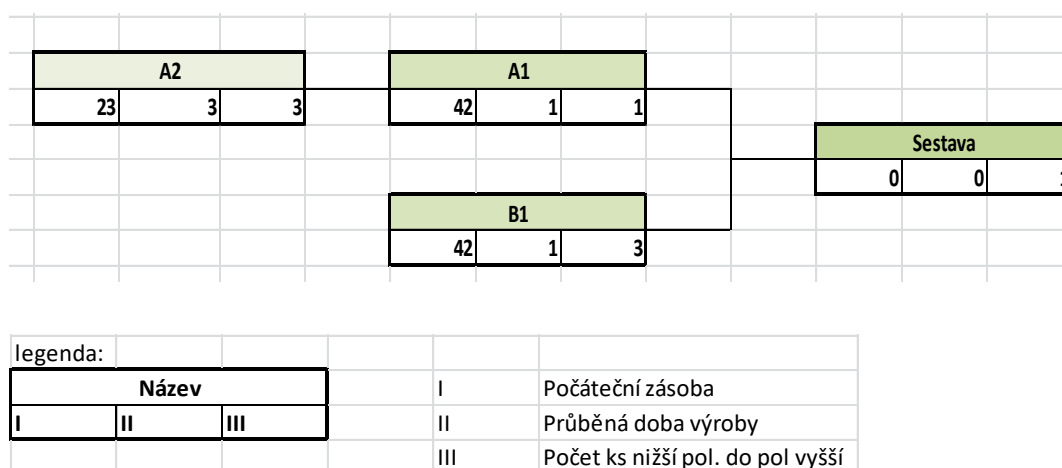 A2 A1
23 3 3 42 1 1
Sestava
0 0
B1
42 1 3
legenda:
Název I Počáteční zásoba
I II III II Průběná doba výroby
III Počet ks nižší pol. do pol vyšší